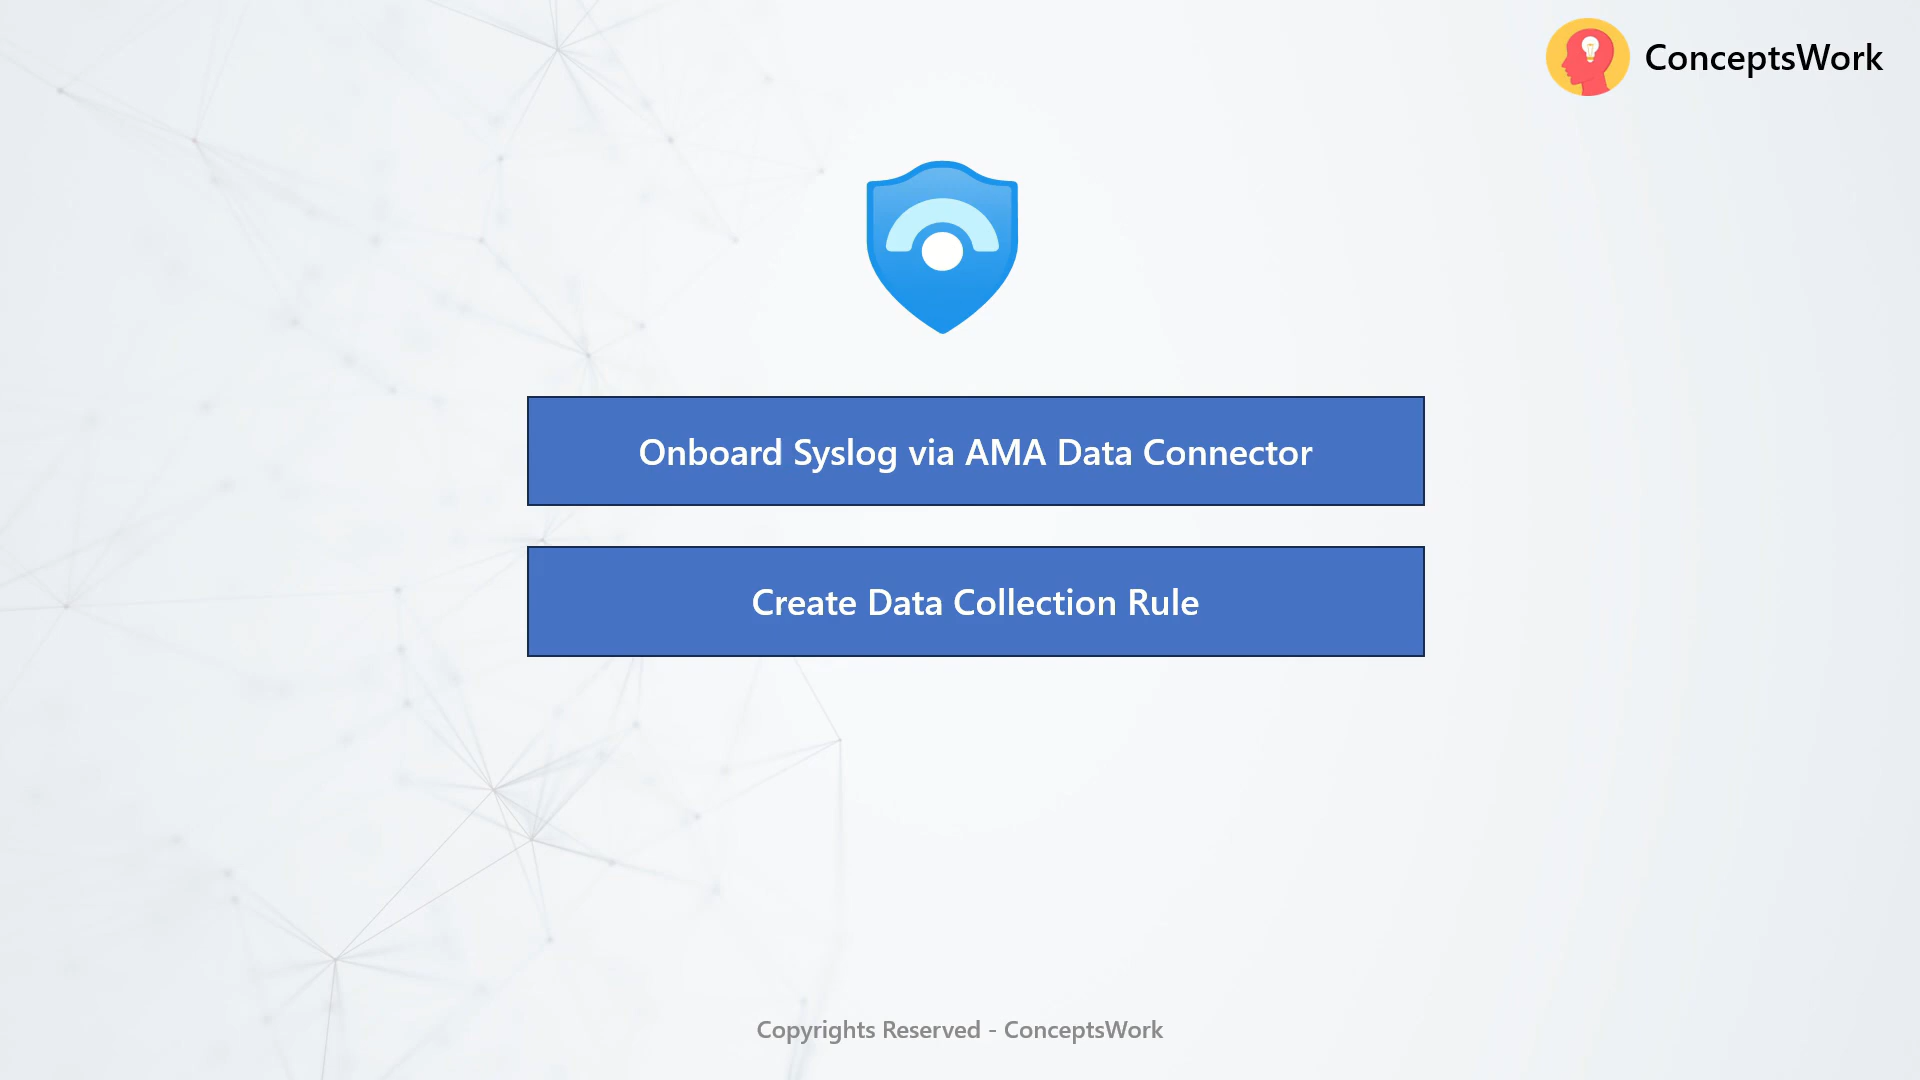 ConceptsWork
Onboard Syslog via AMA Data Connector
Create Data Collection Rule
Copyrights Reserved - ConceptsWork